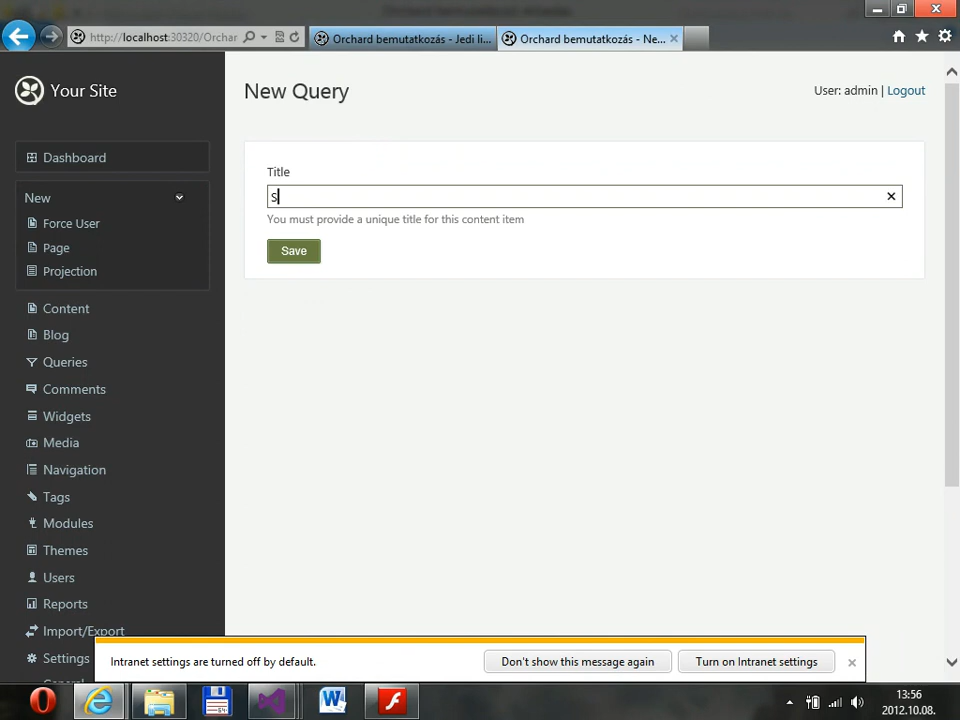 http://localhost:30320/Orchar
Orchard bemutatkozás - Jedi li...
Orchard bemutatkozás - Ne...
Your Site
New Query
User: admin | Logout
Dashboard
New
Force User
Page
Projection
Content
Blog
Queries
Comments
Widgets
Media
Navigation
Tags
Modules
Themes
Users
Reports
Import/Export
Settings
Title
S
You must provide a unique title for this content item
Save
Intranet settings are turned off by default.
Don't show this message again
Turn on Intranet settings
13:56
2012.10.08.